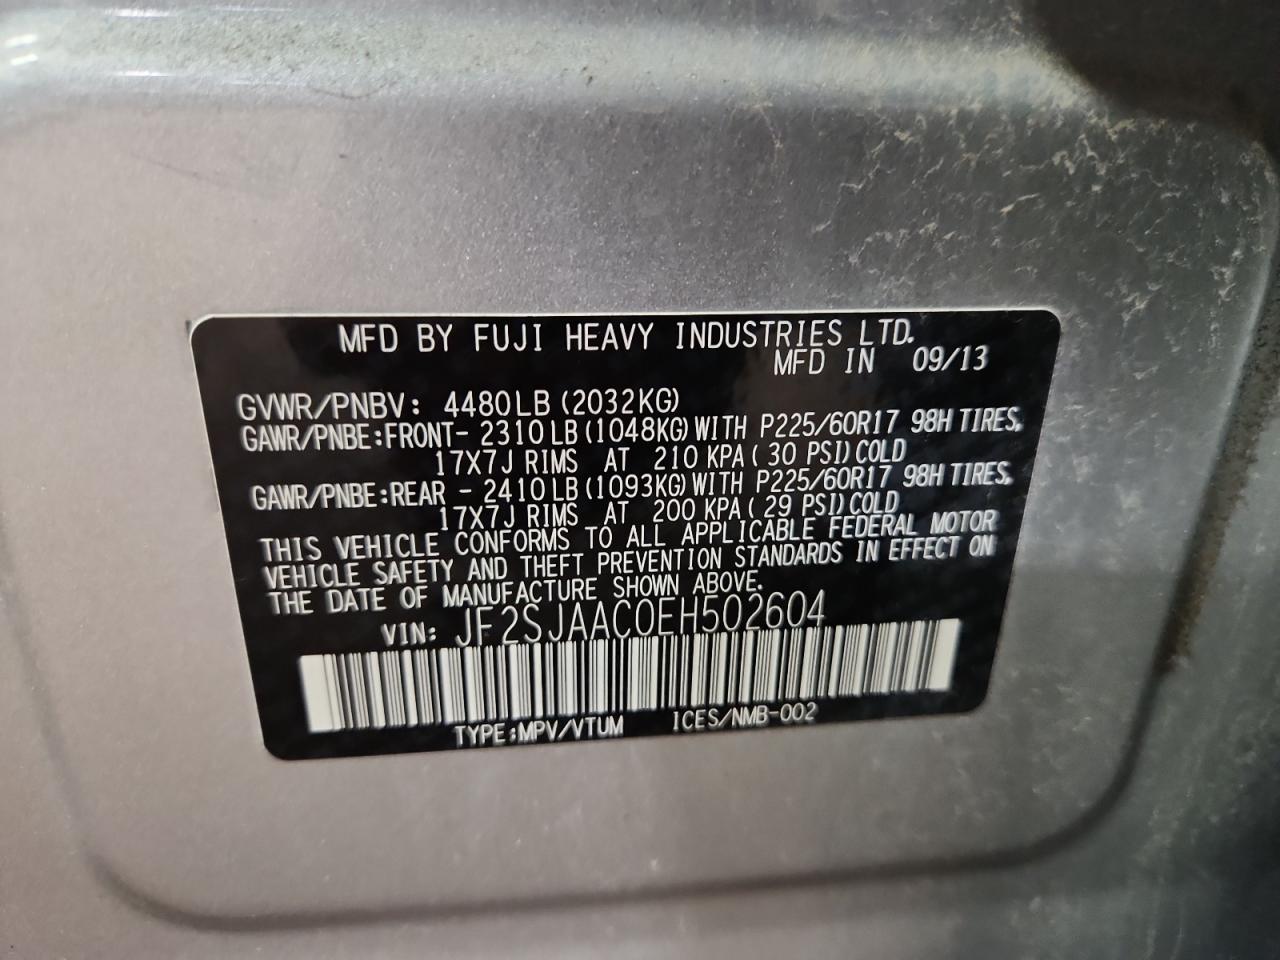 MFD BY FUJI HEAVY INDUSTRIES LTD.
MFD IN 09/13
GVWR/PNBV: 4480LB (2032KG)
GAWR/PNBE:FRONT- 2310LB (1048KG) WITH P225/60R17 98H TIRES,
17X7J RIMS AT 210 KPA( 30 PSI)COLD
GAWR/PNBE:REAR - 2410LB (1093KG) WITH P225/60R17 98H TIRES,
17X7J RIMS AT 200 KPA( 29 PSI)COLD
THIS VEHICLE CONFORMS TO ALL APPLICABLE FEDERAL MOTOR
VEHICLE SAFETY AND THEFT PREVENTION STANDARDS IN EFFECT ON
THE DATE OF MANUFACTURE SHOWN ABOVE.
VIN: JF2SJAAC0EH502604
TYPE:MPV/VTUM ICES/NMB-002